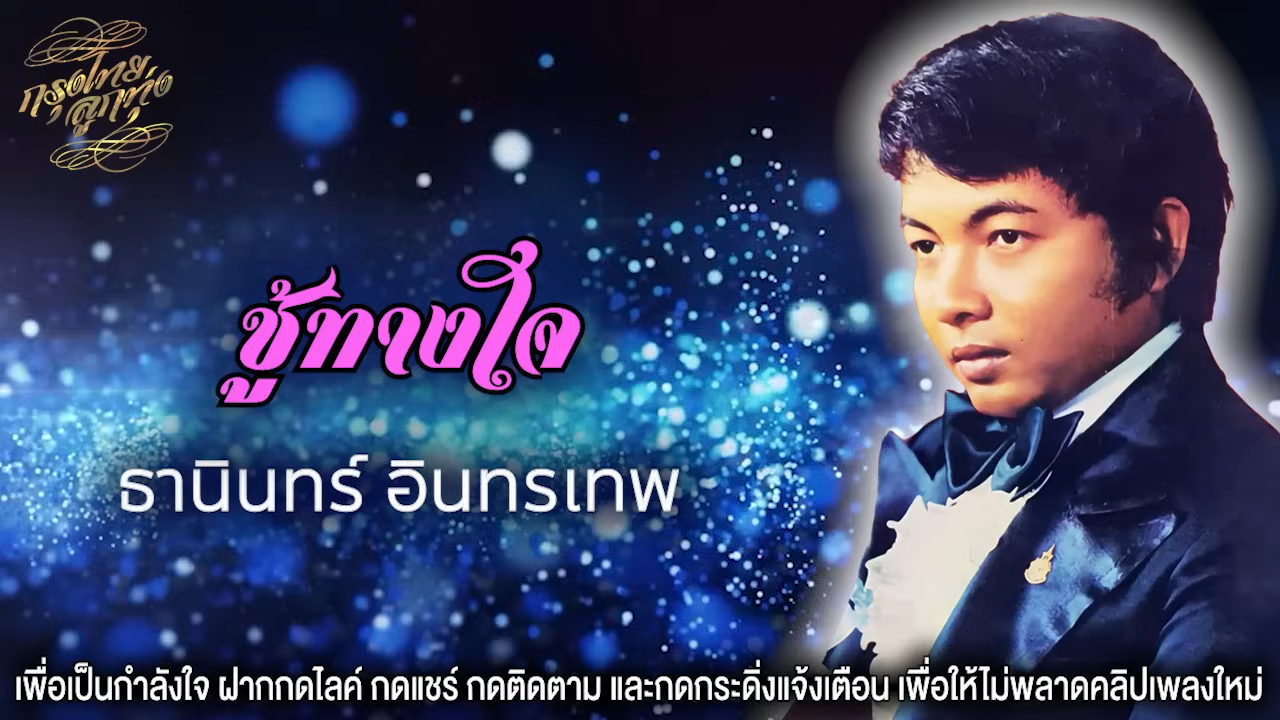 กรุงไทย
ลูกทุ่ง
ชู้ทางใจ
ธานินทร์ อินทรเทพ
เพื่อเป็นกำลังใจ ฝากกดไลค์ กดแชร์ กดติดตาม และกดกระดิ่งแจ้งเตือน เพื่อให้ไม่พลาดคลิปเพลงใหม่